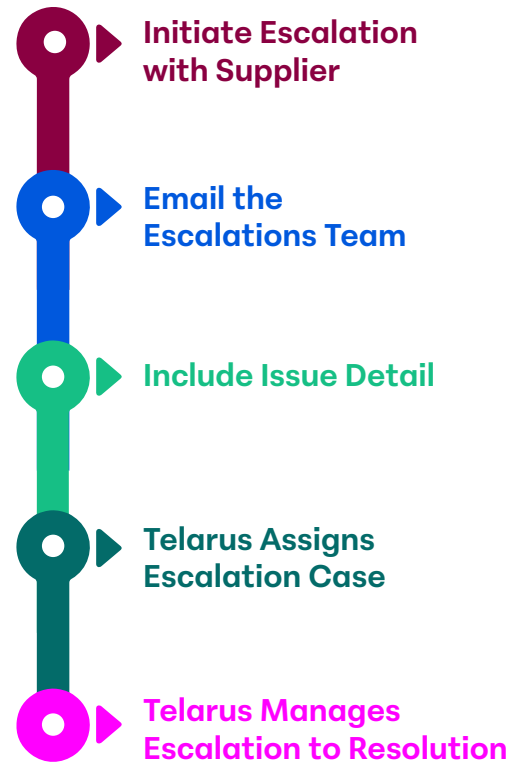 Initiate Escalation
with Supplier
Email the
Escalations Team
Include Issue Detail
Telarus Assigns
Escalation Case
Telarus Manages
Escalation to Resolution